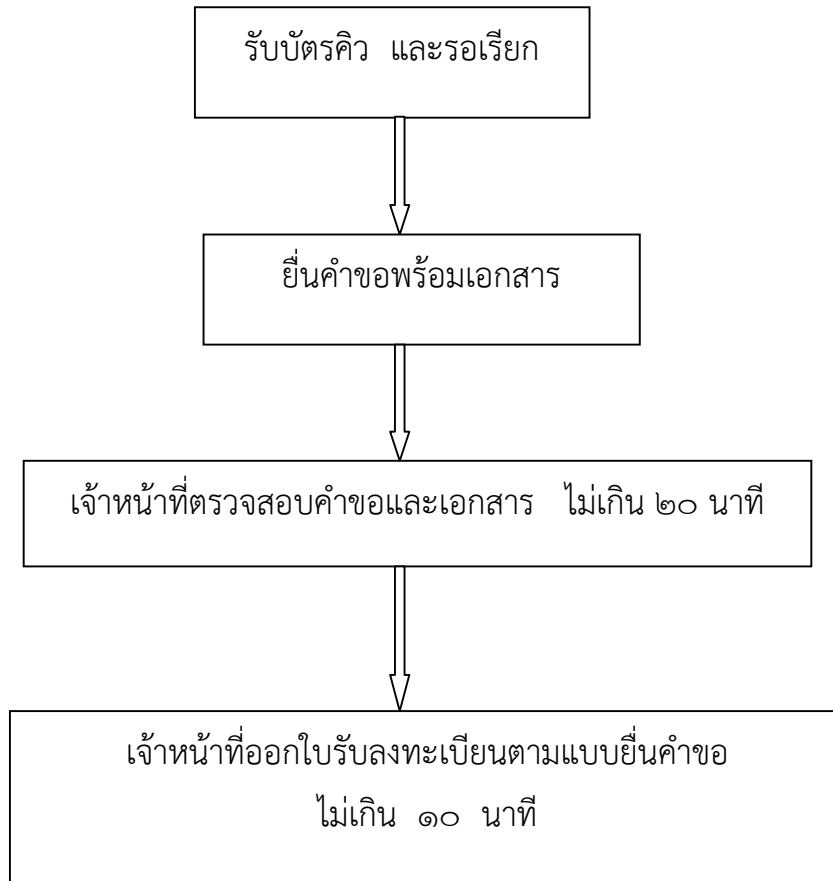 รับบัตรคิว และรอเรียก
ยื่นคำขอพร้อมเอกสาร
เจ้าหน้าที่ตรวจสอบคำขอและเอกสาร ไม่เกิน ๒๐ นาที
เจ้าหน้าที่ออกใบรับลงทะเบียนตามแบบยื่นคำขอ
ไม่เกิน ๑๐ นาที